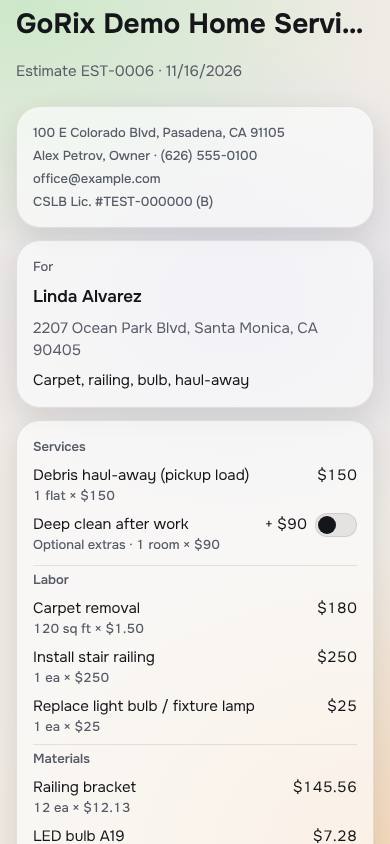 GoRix Demo Home Servi...
Estimate EST-0006 · 11/16/2026
100 E Colorado Blvd, Pasadena, CA 91105
Alex Petrov, Owner · (626) 555-0100
office@example.com
CSLB Lic. #TEST-000000 (B)
For
Linda Alvarez
2207 Ocean Park Blvd, Santa Monica, CA
90405
Carpet, railing, bulb, haul-away
Services
Debris haul-away (pickup load) $150
1 flat × $150
Deep clean after work + $90
Optional extras · 1 room × $90
Labor
Carpet removal $180
120 sq ft × $1.50
Install stair railing $250
1 ea × $250
Replace light bulb / fixture lamp $25
1 ea × $25
Materials
Railing bracket $145.56
12 ea × $12.13
LED bulb A19 $7.28